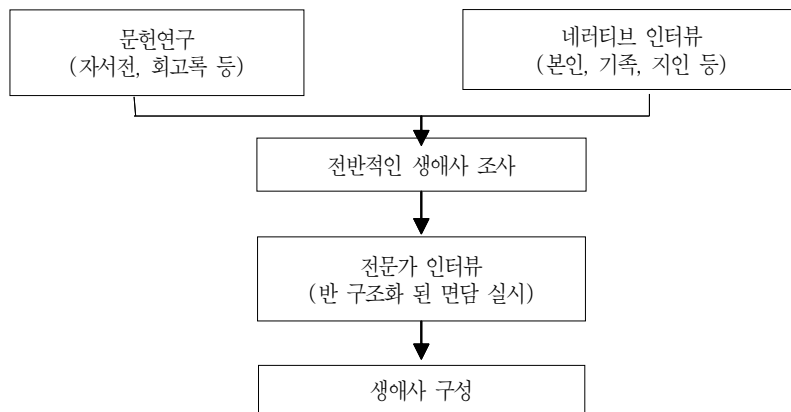 문헌연구
(자서전, 회고록 등)
네러티브 인터뷰
(본인, 기족, 지인 등)
전반적인 생애사 조사
전문가 인터뷰
(반 구조화 된 면담 실시)
생애사 구성